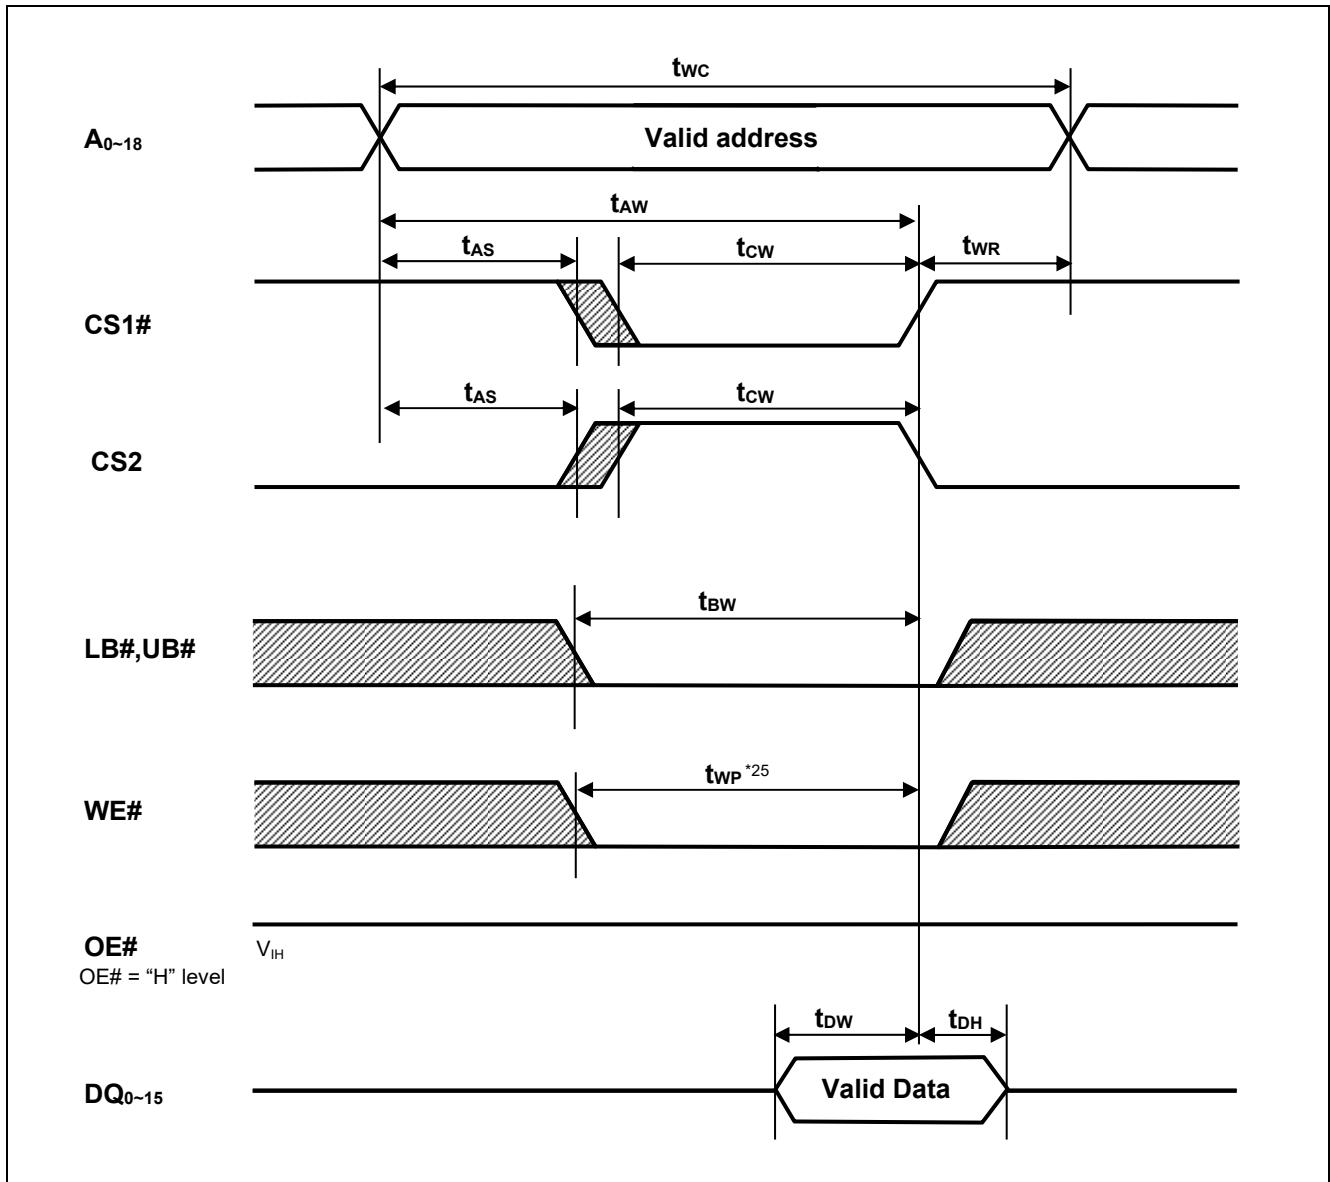 tWC
A0~18
Valid address
tAW
tAS
tCW
tWR
CS1#
tAS
tCW
CS2
tBW
LB#,UB#
tWP *25
WE#
OE#
VIH
OE# = “H” level
tDW
tDH
DQ0~15
Valid Data